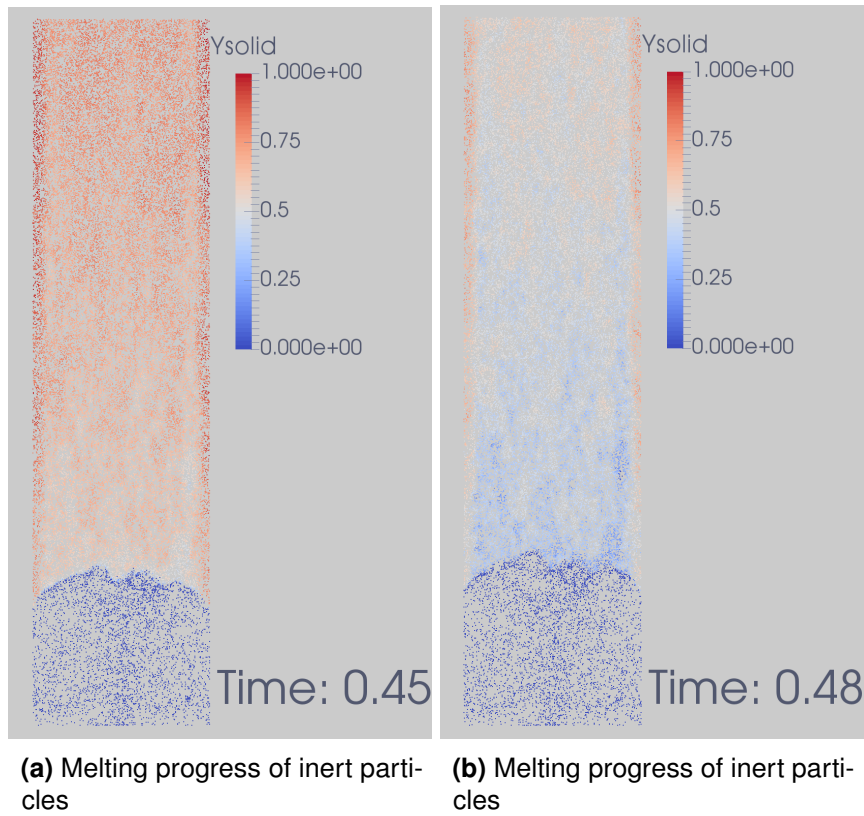 Ysolid
1.000e+00
0.75
0.5
0.25
0.000e+00
Time: 0.45
(a) Melting progress of inert parti-
cles
Ysolid
1.000e+00
0.75
0.5
0.25
0.000e+00
Time: 0.48
(b) Melting progress of inert parti-
cles